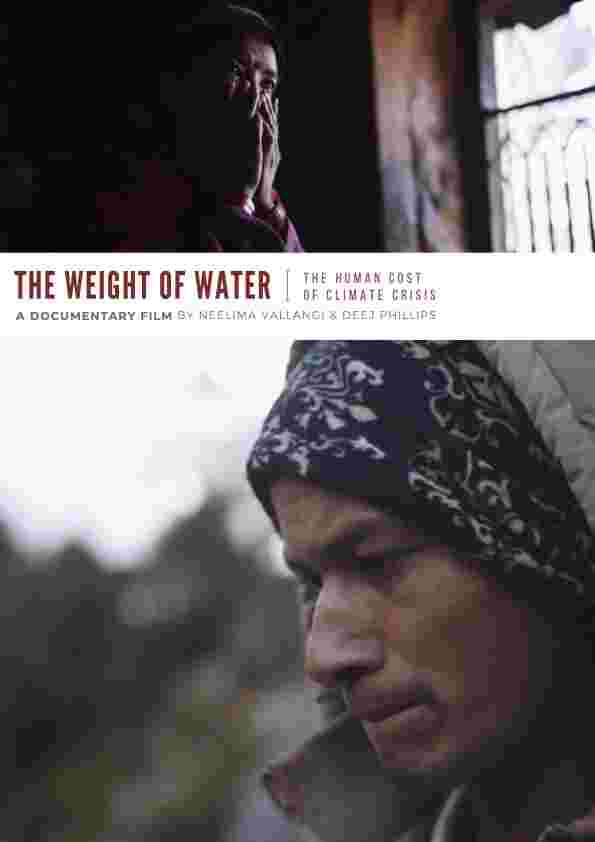 THE WEIGHT OF WATER
THE HUMAN COST
OF CLIMATE CRISIS
A DOCUMENTARY FILM BY NEELIMA VALLANGI & DEEJ PHILLIPS